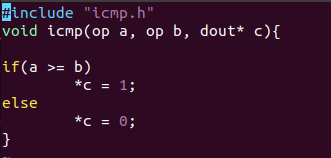 #include "icmp.h"
void icmp(op a, op b, dout* c){
if(a >= b)
        *c = 1;
else
        *c = 0;
}